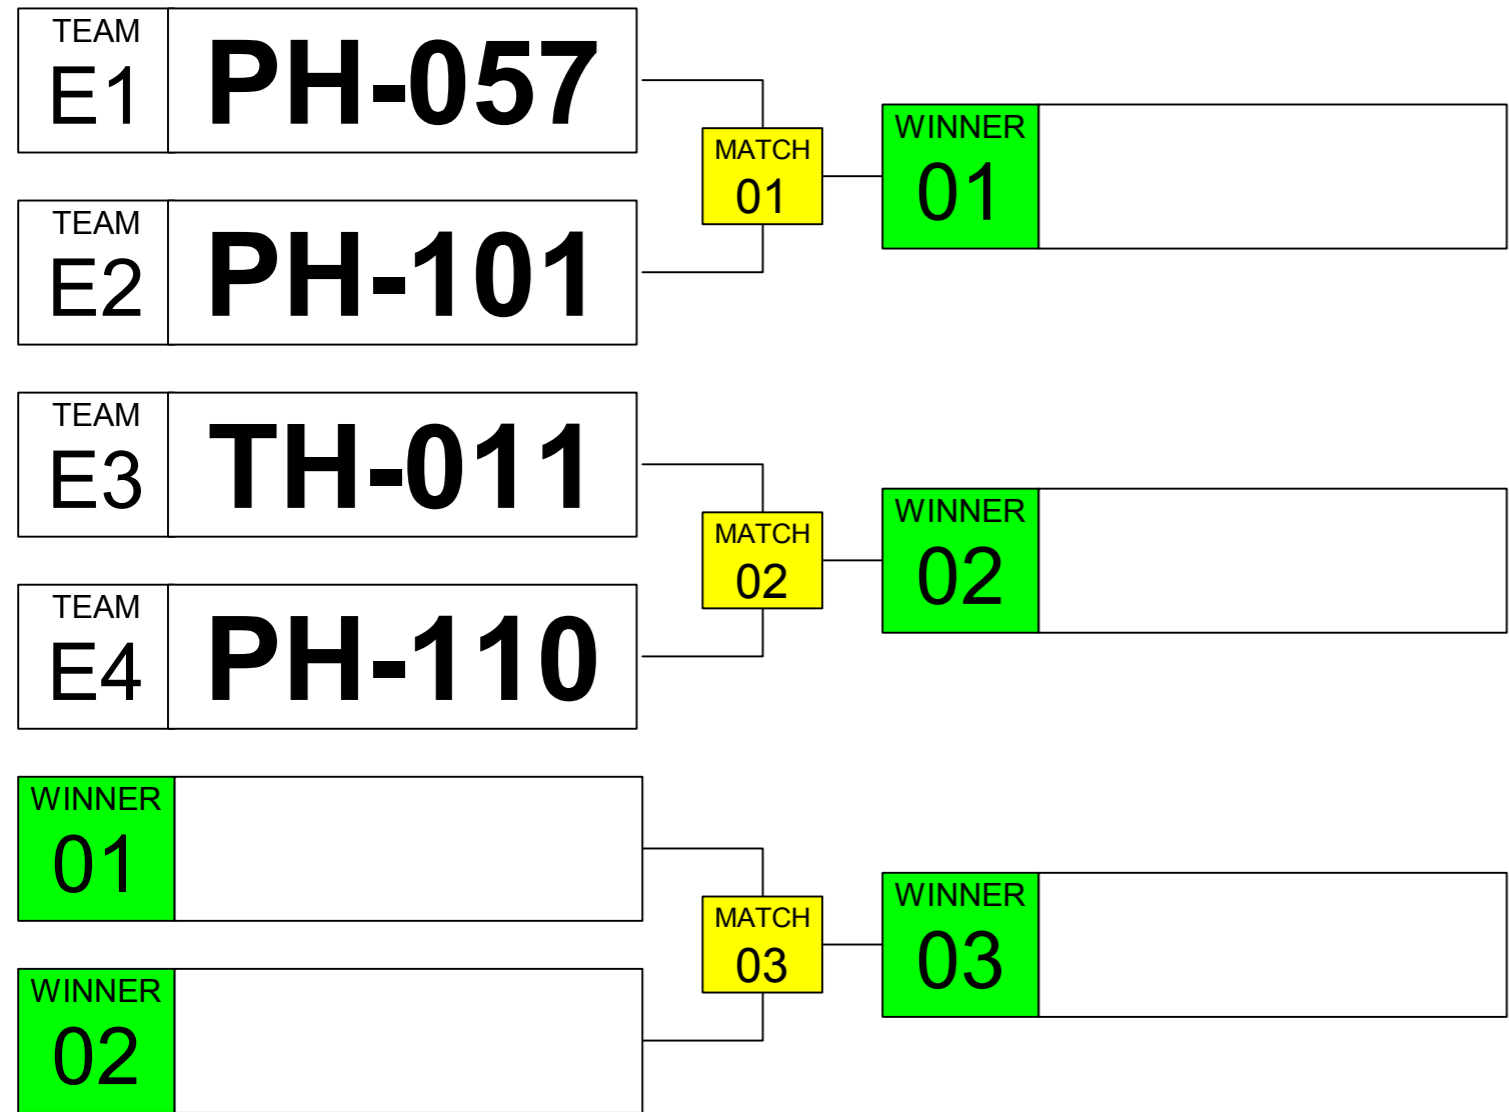 TEAM
E1
PH-057
TEAM
E2
PH-101
MATCH
01
WINNER
01
TEAM
E3
TH-011
TEAM
E4
PH-110
MATCH
02
WINNER
02
WINNER
01
WINNER
02
MATCH
03
WINNER
03